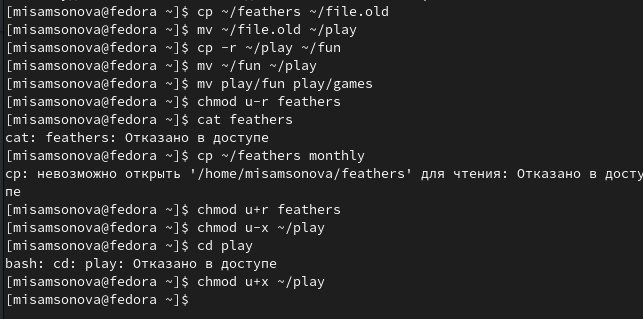 [misamsonova@fedora ~]$ cp ~/feathers ~/file.old
[misamsonova@fedora ~]$ mv ~/file.old ~/play
[misamsonova@fedora ~]$ cp -r ~/play ~/fun
[misamsonova@fedora ~]$ mv ~/fun ~/play
[misamsonova@fedora ~]$ mv play/fun play/games
[misamsonova@fedora ~]$ chmod u-r feathers
[misamsonova@fedora ~]$ cat feathers
cat: feathers: Отказано в доступе
[misamsonova@fedora ~]$ cp ~/feathers monthly
cp: невозможно открыть '/home/misamsonova/feathers' для чтения: Отказано в досту
пе
[misamsonova@fedora ~]$ chmod u+r feathers
[misamsonova@fedora ~]$ chmod u-x ~/play
[misamsonova@fedora ~]$ cd play
bash: cd: play: Отказано в доступе
[misamsonova@fedora ~]$ chmod u+x ~/play
[misamsonova@fedora ~]$